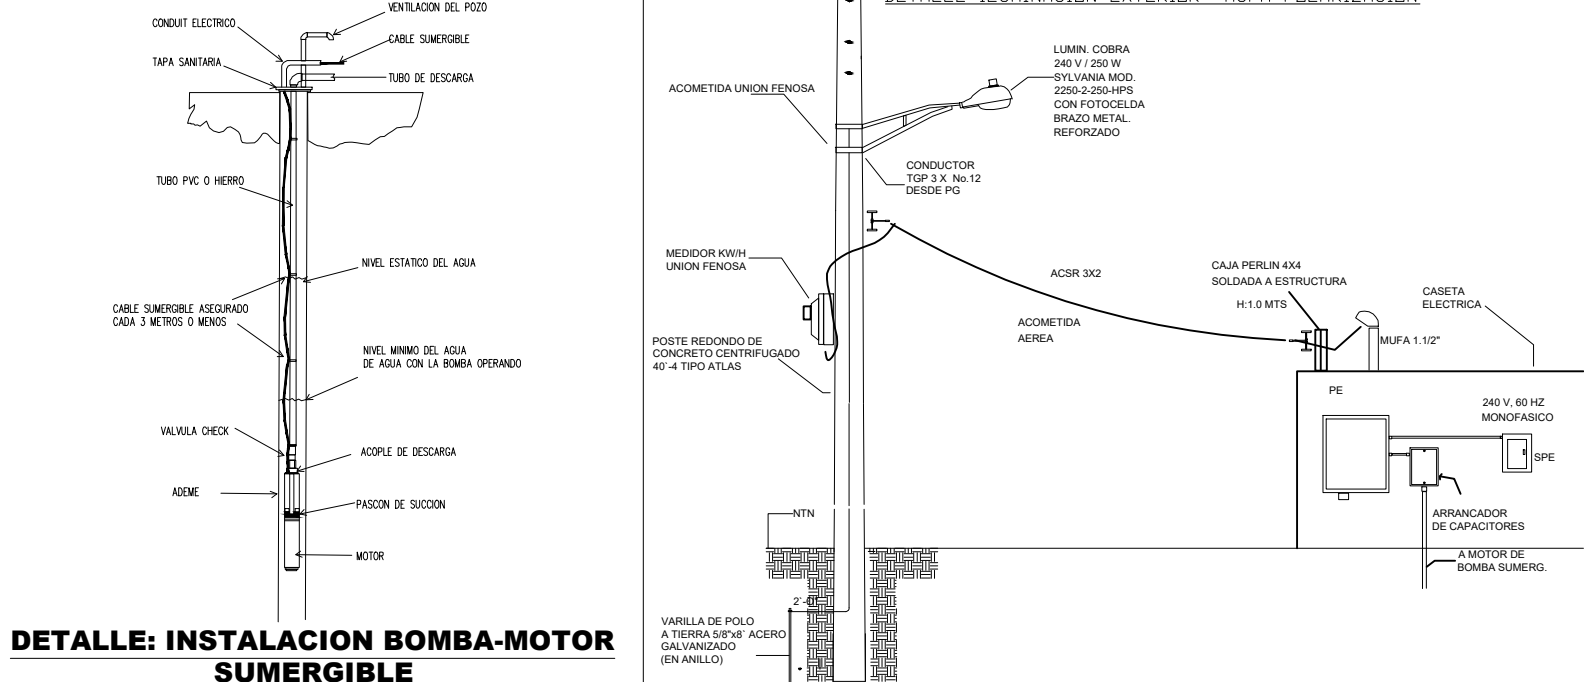 VENTILACION DEL POZO
CONDUIT ELECTRICO
CABLE SUMERGIBLE
TAPA SANITARIA
TUBO DE DESCARGA
TUBO PVC O HIERRO
NIVEL ESTATICO DEL AGUA
CABLE SUMERGIBLE ASEGURADO
CADA 3 METROS O MENOS
NIVEL MINIMO DEL AGUA
DE AGUA CON LA BOMBA OPERANDO
VALVULA CHECK
ACOPLE DE DESCARGA
ADEME
PASCON DE SUCCION
MOTOR
DETALLE: INSTALACION BOMBA-MOTOR
SUMERGIBLE
LUMIN. COBRA
240 V / 250 W
SYLVANIA MOD.
2250-2-250-HPS
CON FOTOCELDA
BRAZO METAL.
REFORZADO
ACOMETIDA UNION FENOSA
CONDUCTOR
TGP 3 X No.12
DESDE PG
MEDIDOR KW/H
UNION FENOSA
ACSR 3X2
ACOMETIDA
AEREA
CAJA PERLIN 4X4
SOLDADA A ESTRUCTURA
H:1.0 MTS
CASETA
ELECTRICA
MUFA 1.1/2"
POSTE REDONDO DE
CONCRETO CENTRIFUGADO
40`-4 TIPO ATLAS
PE
240 V, 60 HZ
MONOFASICO
SPE
ARRANCADOR
DE CAPACITORES
NTN
A MOTOR DE
BOMBA SUMERG.
2`-0"
VARILLA DE POLO
A TIERRA 5/8"x8` ACERO
GALVANIZADO
(EN ANILLO)